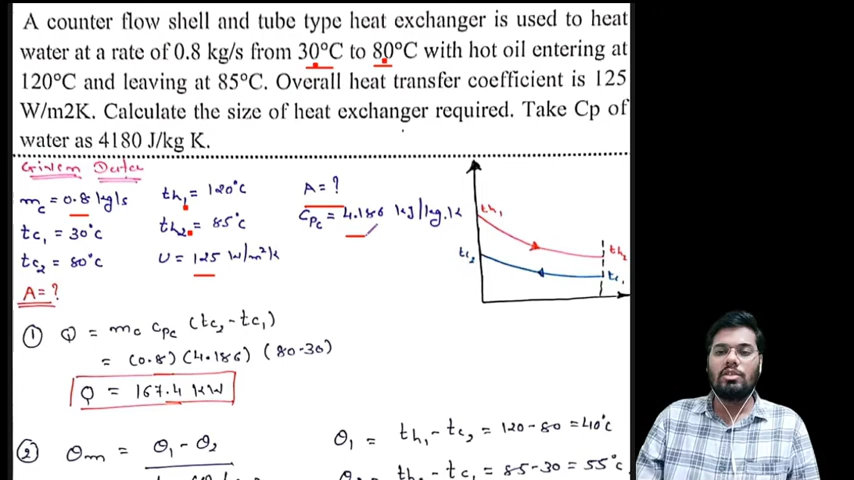 A counter flow shell and tube type heat exchanger is used to heat
water at a rate of 0.8 kg/s from 30°C to 80°C with hot oil entering at
120°C and leaving at 85°C. Overall heat transfer coefficient is 125
W/m2K. Calculate the size of heat exchanger required. Take Cp of
water as 4180 J/kg K.
Given Data
mc = 0.8 kg/s th1 = 120°C A = ?
tc1 = 30°C th2 = 85°C Cpc = 4.186 kJ/kg.k
tc2 = 80°C U = 125 W/m²k
A = ?
th1
th2
tc2
tc1
① Q = mc Cpc (tc2 - tc1)
= (0.8) (4.186) (80-30)
Q = 167.4 KW
② θm = θ1 - θ2
θ1 = th1 - tc2 = 120 - 80 = 40°C
th2 - tc1 = 85-30 = 55°C